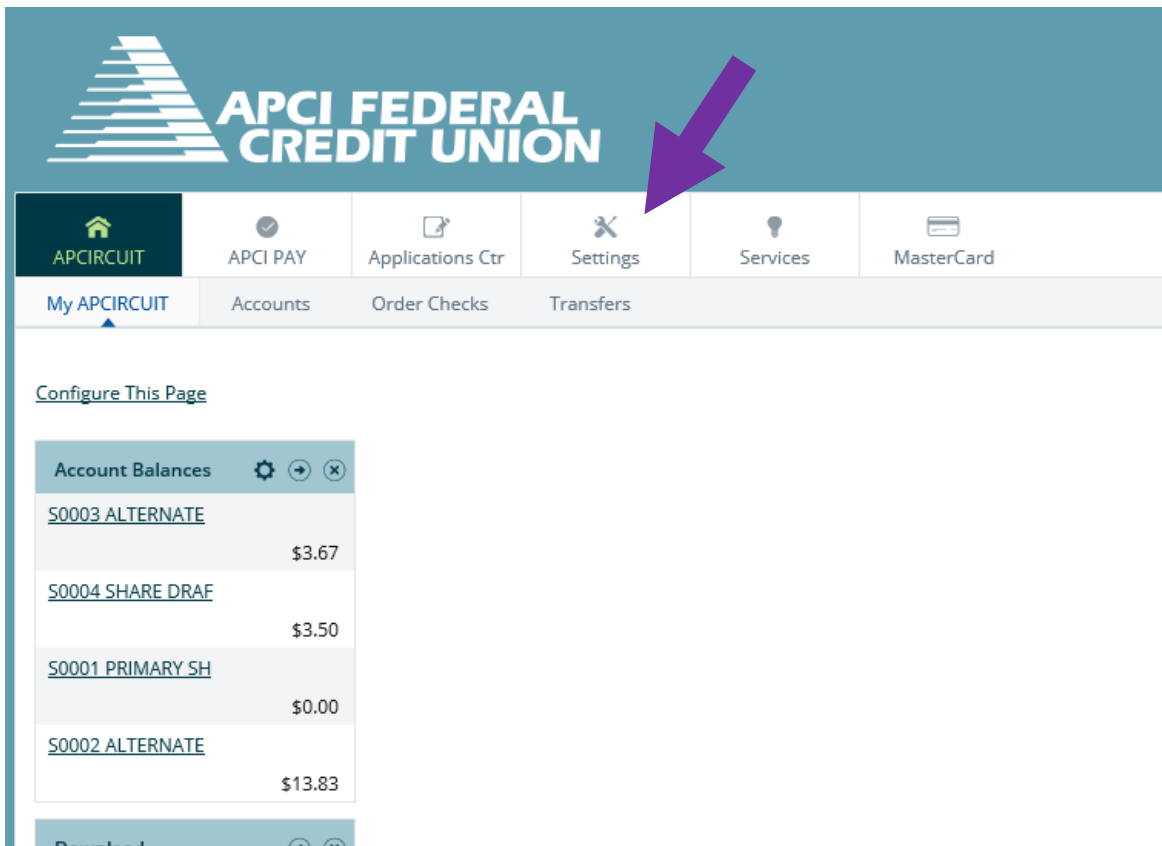 APCI FEDERAL
CREDIT UNION
APCIRCUIT APCI PAY Applications Ctr Settings Services MasterCard
My APCIRCUIT Accounts Order Checks Transfers
Configure This Page
Account Balances
S0003 ALTERNATE
$3.67
S0004 SHARE DRAF
$3.50
S0001 PRIMARY SH
$0.00
S0002 ALTERNATE
$13.83
Download